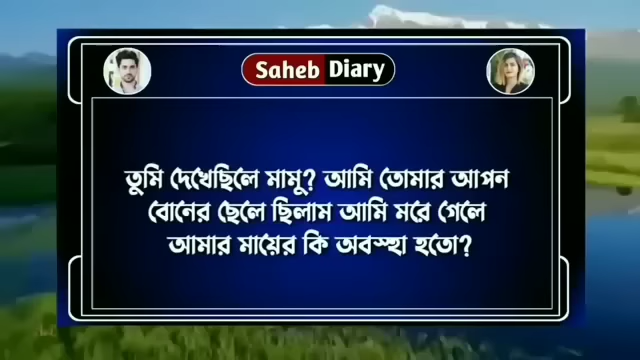 Saheb Diary
তুমি দেখেছিলে মামু? আমি তোমার আপন
বোনের ছেলে ছিলাম আমি মরে গেলে
আমার মায়ের কি অবস্হা হতো?